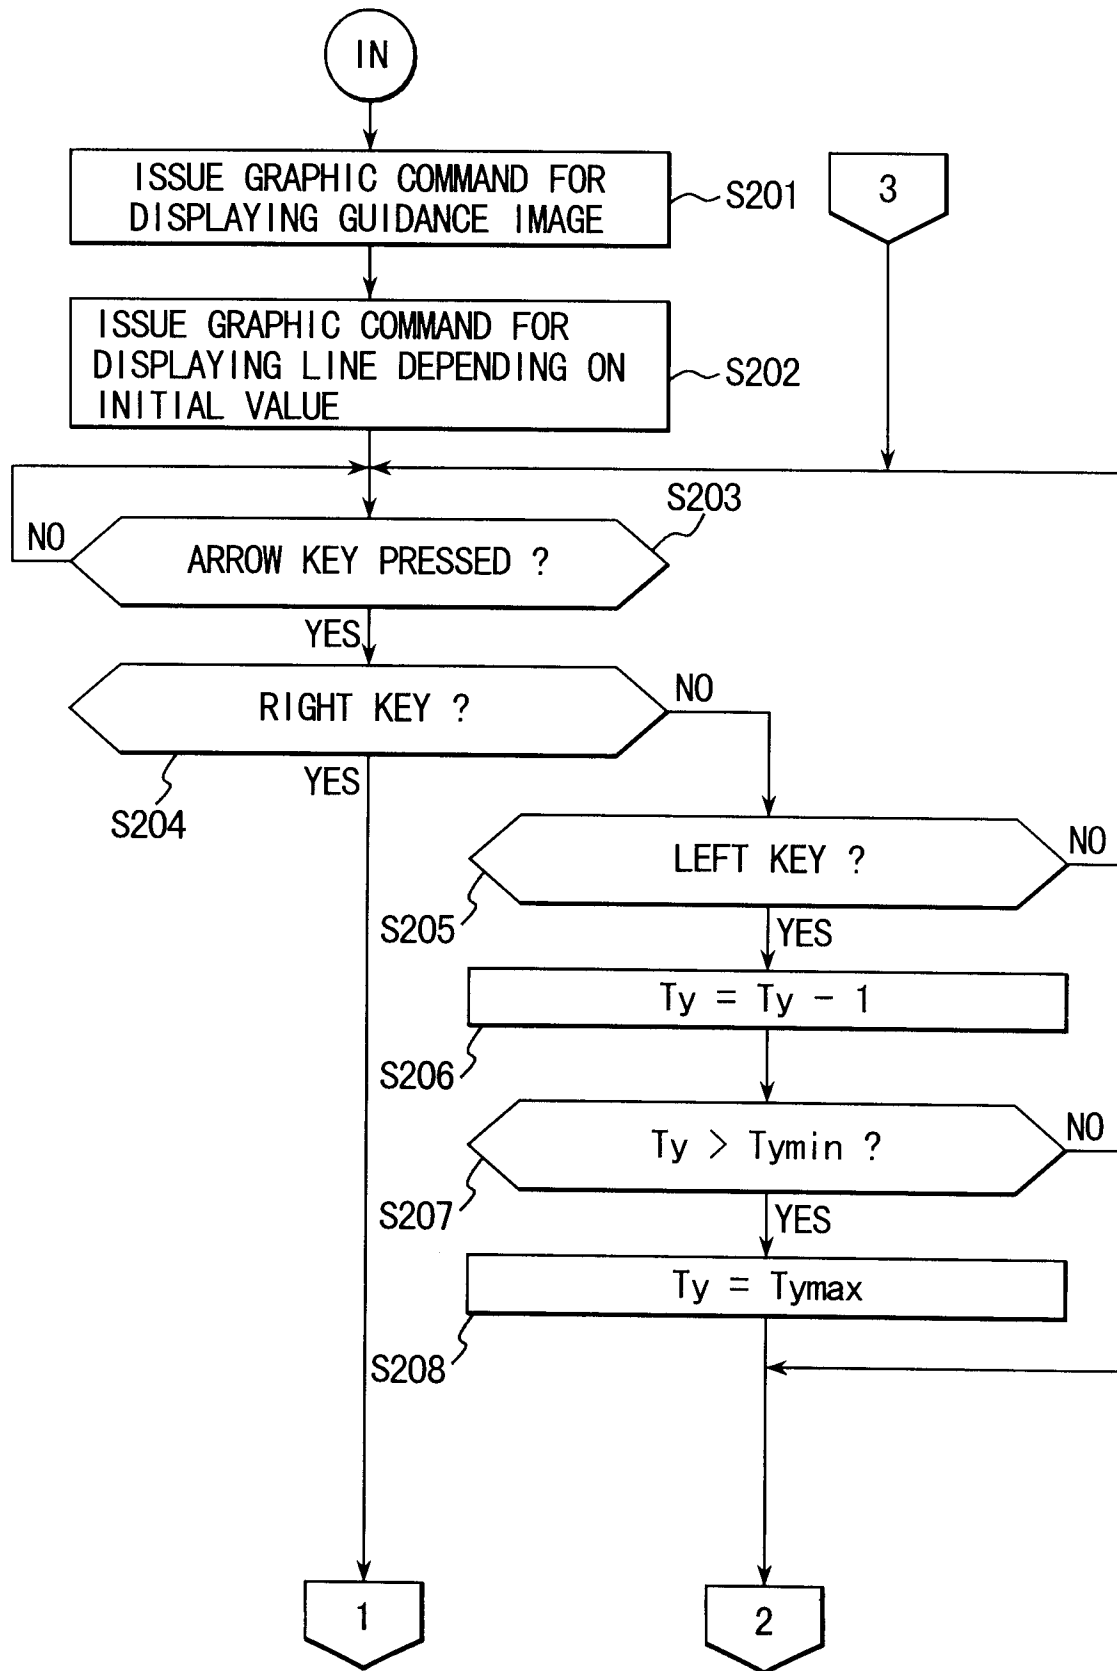 IN
ISSUE GRAPHIC COMMAND FOR
DISPLAYING GUIDANCE IMAGE
S201
3
ISSUE GRAPHIC COMMAND FOR
DISPLAYING LINE DEPENDING ON
INITIAL VALUE
S202
S203
NO
ARROW KEY PRESSED ?
YES
RIGHT KEY ?
NO
YES
S204
LEFT KEY ?
NO
S205
YES
Ty = Ty - 1
S206
Ty > Tymin ?
NO
S207
YES
Ty = Tymax
S208
1
2